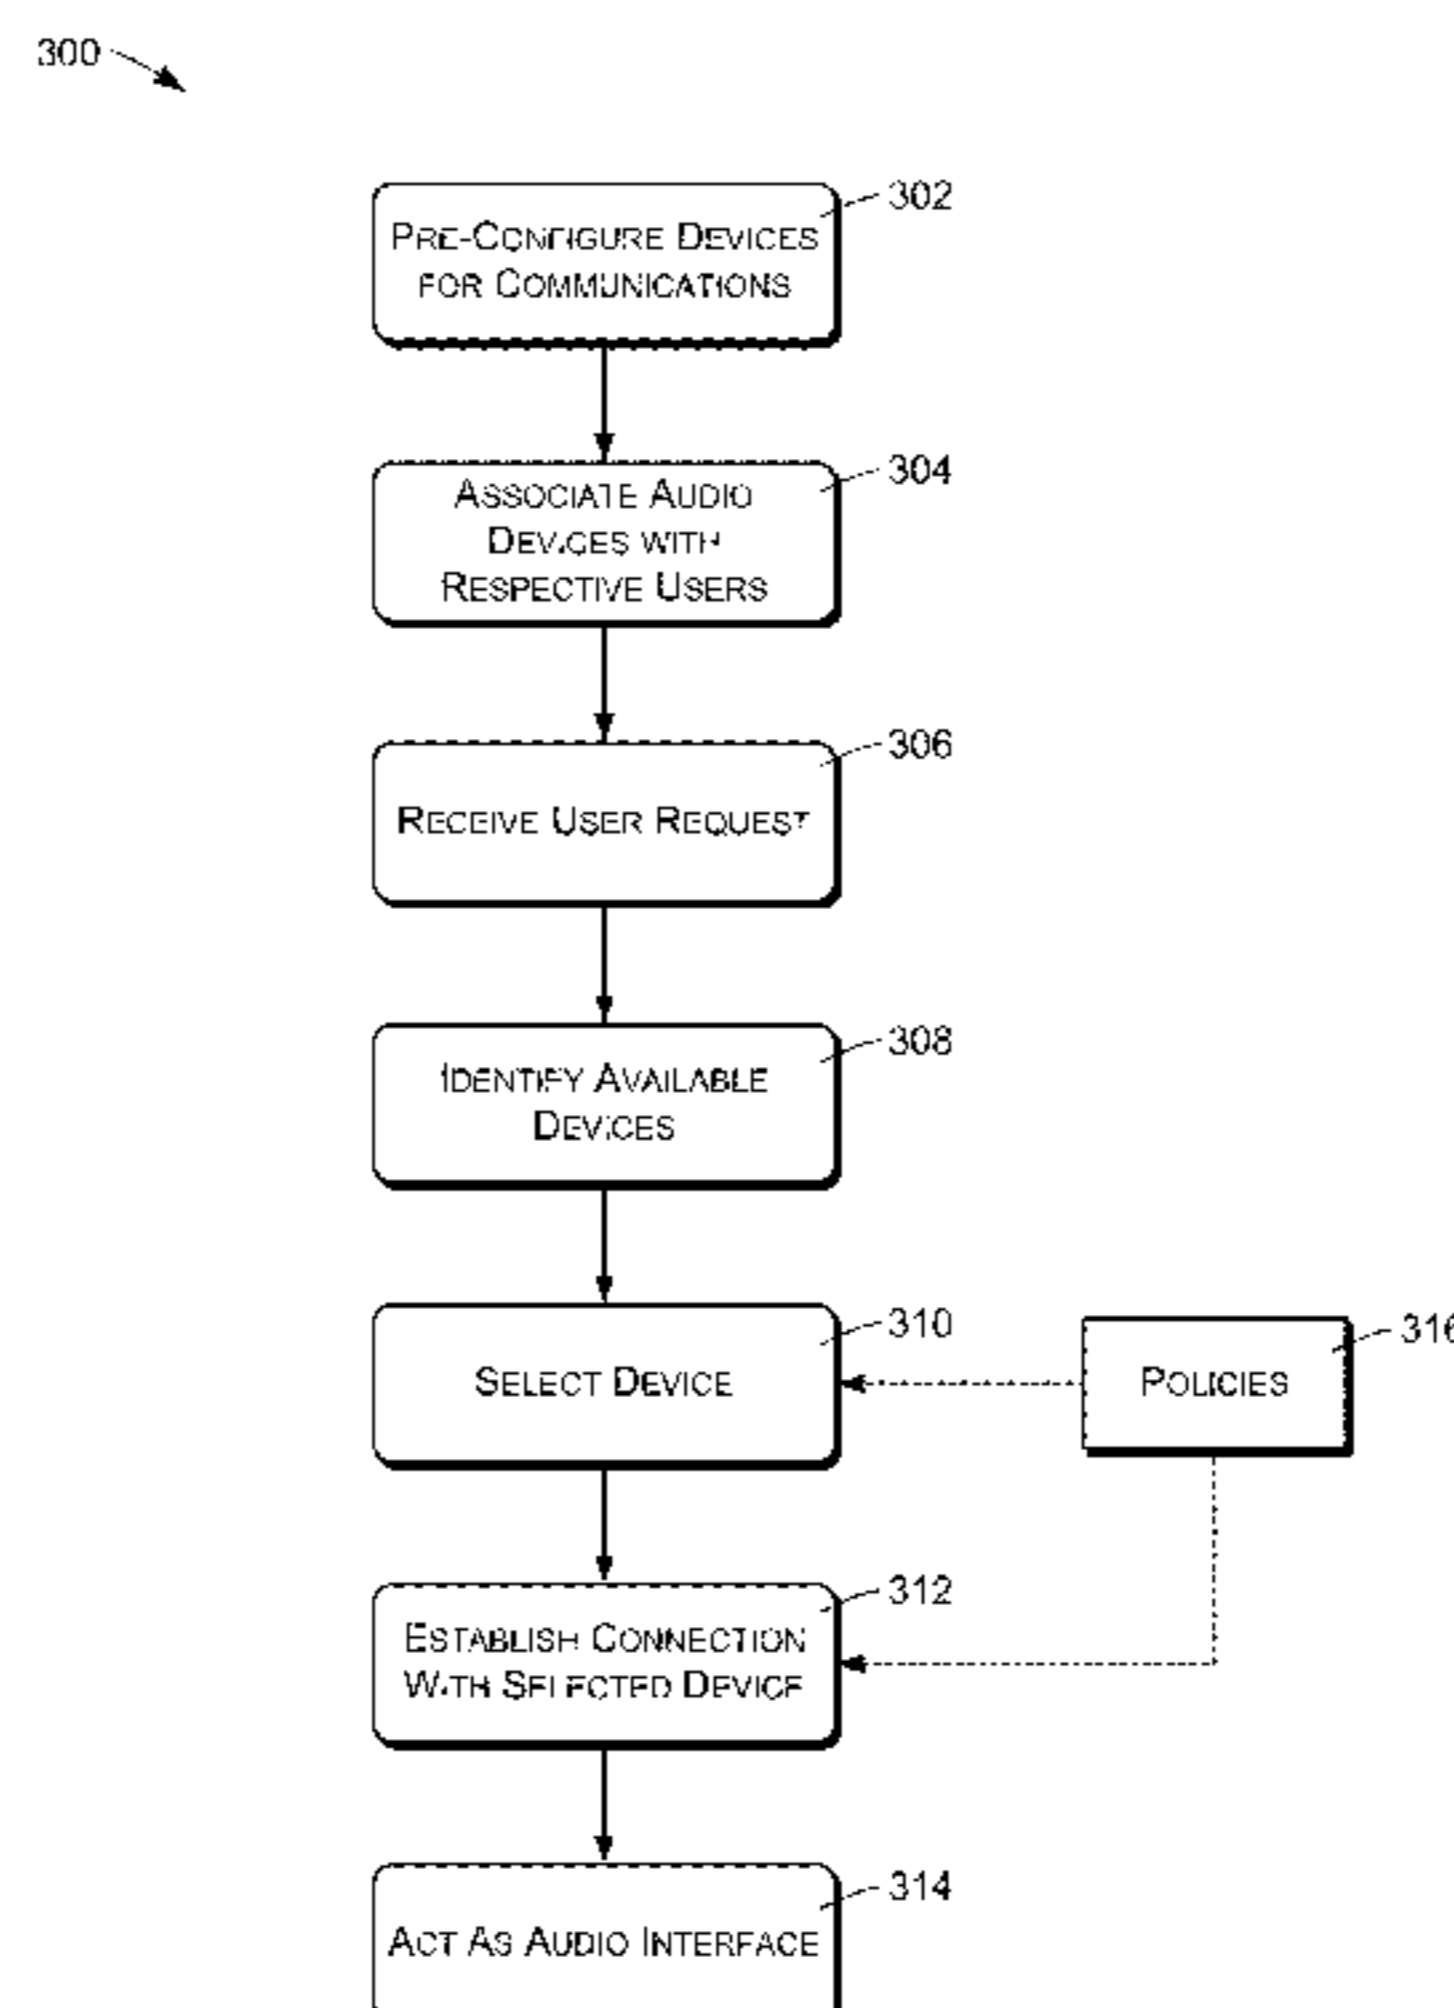 300
302
PRE-CONFIGURE DEVICES
FOR COMMUNICATIONS
304
ASSOCIATE AUDIO
DEVICES WITH
RESPECTIVE USERS
306
RECEIVE USER REQUEST
308
IDENTIFY AVAILABLE
DEVICES
310
SELECT DEVICE
316
POLICIES
312
ESTABLISH CONNECTION
WITH SELECTED DEVICE
314
ACT AS AUDIO INTERFACE